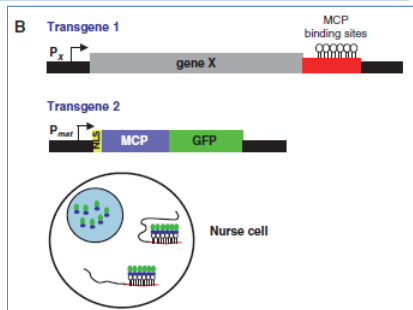 B
Transgene 1
MCP
binding sites
Px
gene X
Transgene 2
Pmat
NLS
MCP
GFP
Nurse cell